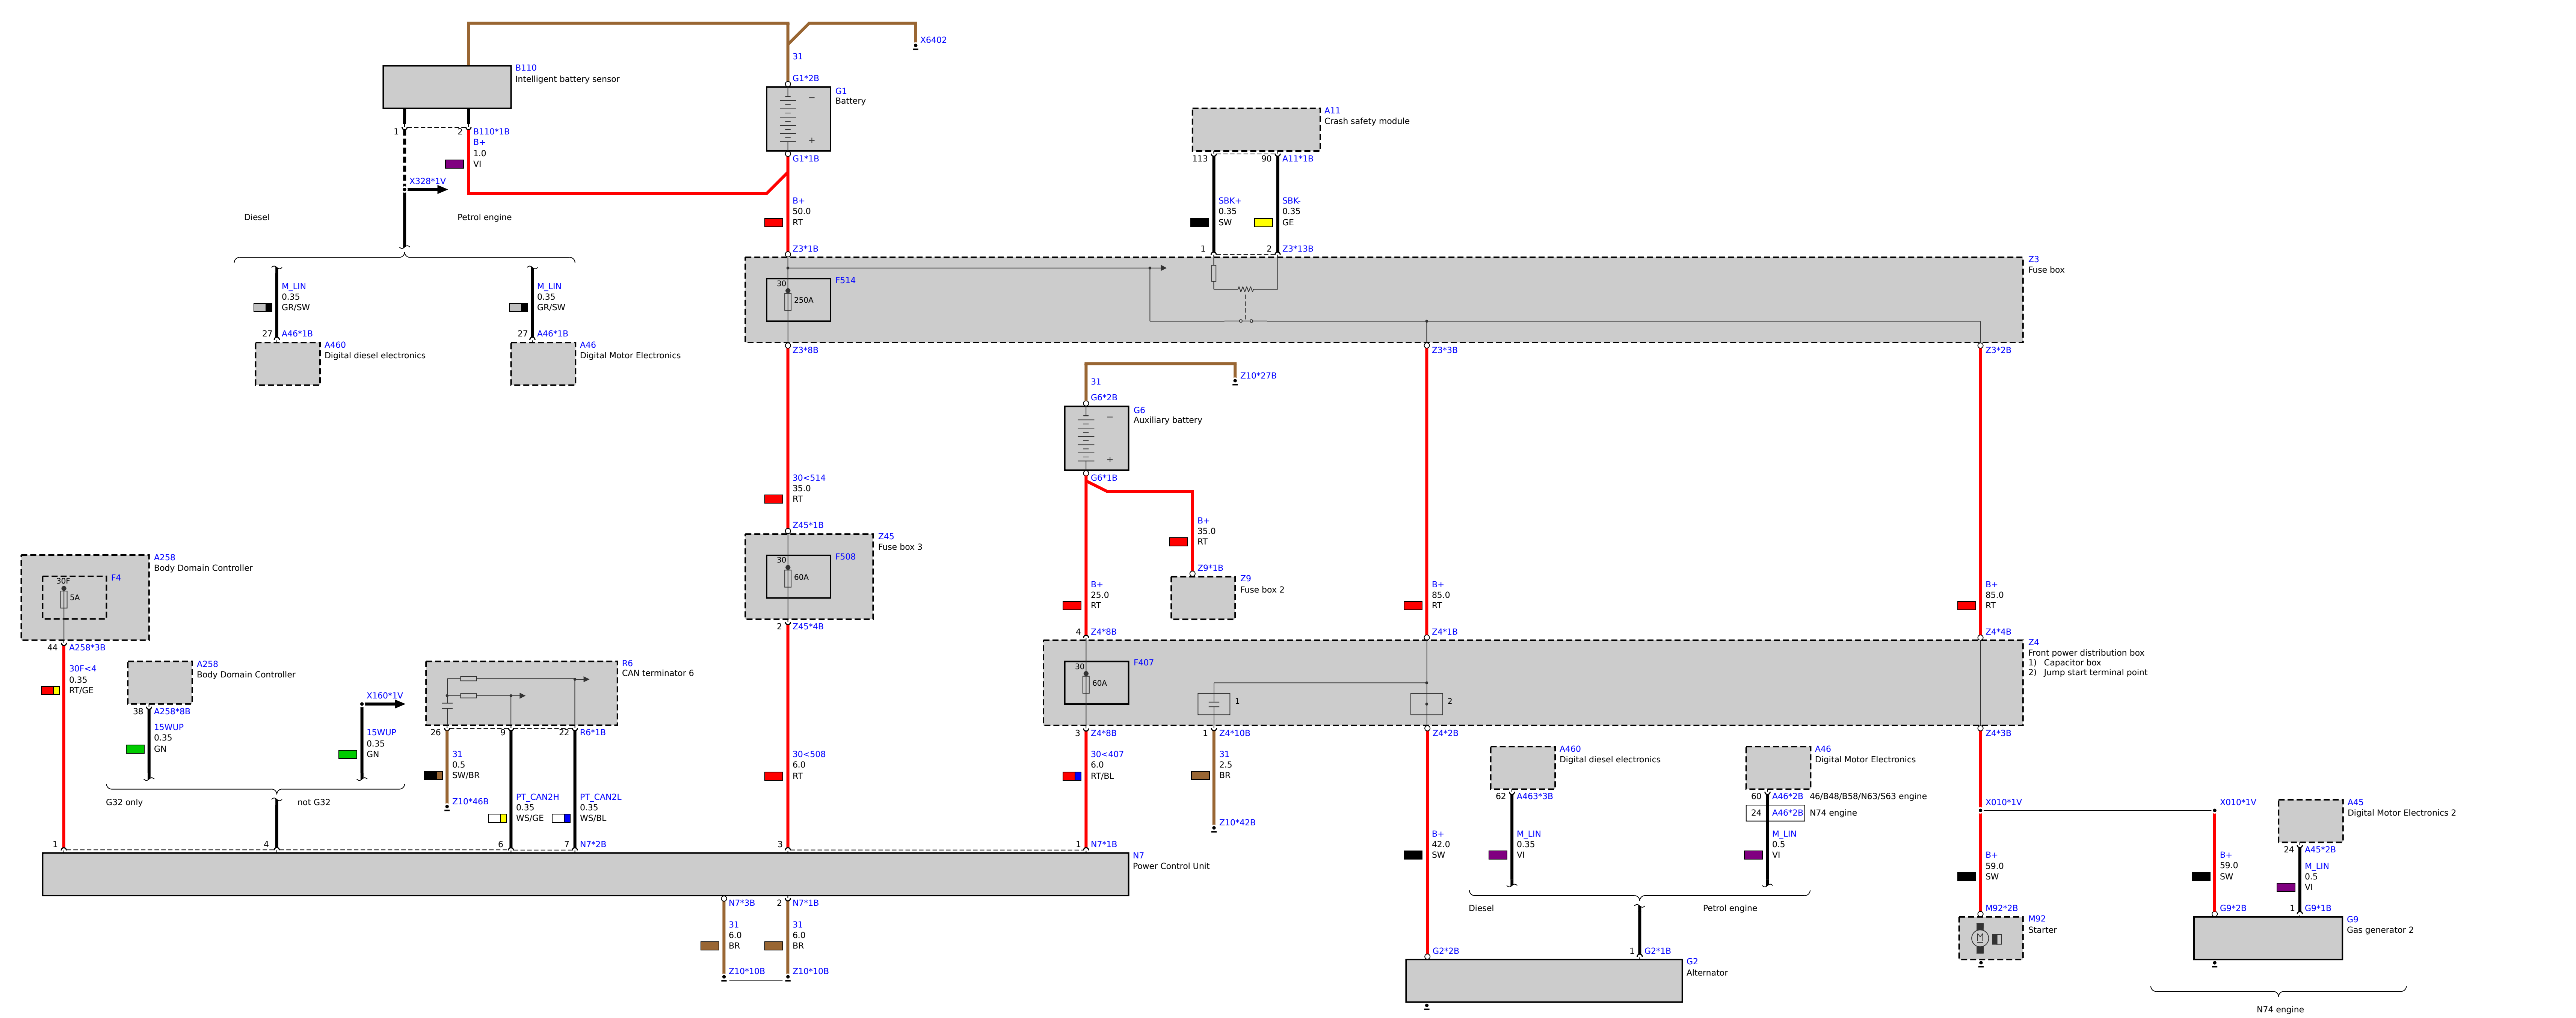 X6402
31
G1*2B
B110
Intelligent battery sensor
G1
Battery
−
+
1
2
B110*1B
B+
1.0
VI
G1*1B
X328*1V
Diesel
Petrol engine
M_LIN
0.35
GR/SW
27
A46*1B
A460
Digital diesel electronics
M_LIN
0.35
GR/SW
27
A46*1B
A46
Digital Motor Electronics
B+
50.0
RT
Z3*1B
A11
Crash safety module
113
90
A11*1B
SBK+
0.35
SW
SBK-
0.35
GE
1
2
Z3*13B
Z3
Fuse box
30
250A
F514
Z3*8B
Z3*3B
Z3*2B
31
Z10*27B
G6*2B
G6
Auxiliary battery
−
+
G6*1B
30<514
35.0
RT
Z45*1B
Z45
Fuse box 3
30
60A
F508
2
Z45*4B
B+
35.0
RT
Z9*1B
Z9
Fuse box 2
B+
25.0
RT
4
Z4*8B
B+
85.0
RT
Z4*1B
B+
85.0
RT
Z4*4B
Z4
Front power distribution box
1) Capacitor box
2) Jump start terminal point
30
60A
F407
1
2
3
Z4*8B
1
Z4*10B
Z4*2B
Z4*3B
A258
Body Domain Controller
30F
5A
F4
44
A258*3B
30F<4
0.35
RT/GE
A258
Body Domain Controller
38
A258*8B
15WUP
0.35
GN
X160*1V
15WUP
0.35
GN
G32 only
not G32
R6
CAN terminator 6
26
9
22
R6*1B
31
0.5
SW/BR
Z10*46B
PT_CAN2H
0.35
WS/GE
PT_CAN2L
0.35
WS/BL
30<508
6.0
RT
30<407
6.0
RT/BL
31
2.5
BR
Z10*42B
1
4
6
7
N7*2B
3
1
N7*1B
N7
Power Control Unit
N7*3B
2
N7*1B
31
6.0
BR
31
6.0
BR
Z10*10B
Z10*10B
B+
42.0
SW
A460
Digital diesel electronics
62
A463*3B
M_LIN
0.35
VI
A46
Digital Motor Electronics
60
A46*2B
46/B48/B58/N63/S63 engine
24
A46*2B
N74 engine
M_LIN
0.5
VI
Diesel
Petrol engine
G2*2B
1
G2*1B
G2
Alternator
X010*1V
X010*1V
B+
59.0
SW
M92*2B
M92
Starter
M
B+
59.0
SW
A45
Digital Motor Electronics 2
24
A45*2B
M_LIN
0.5
VI
G9*2B
1
G9*1B
G9
Gas generator 2
N74 engine